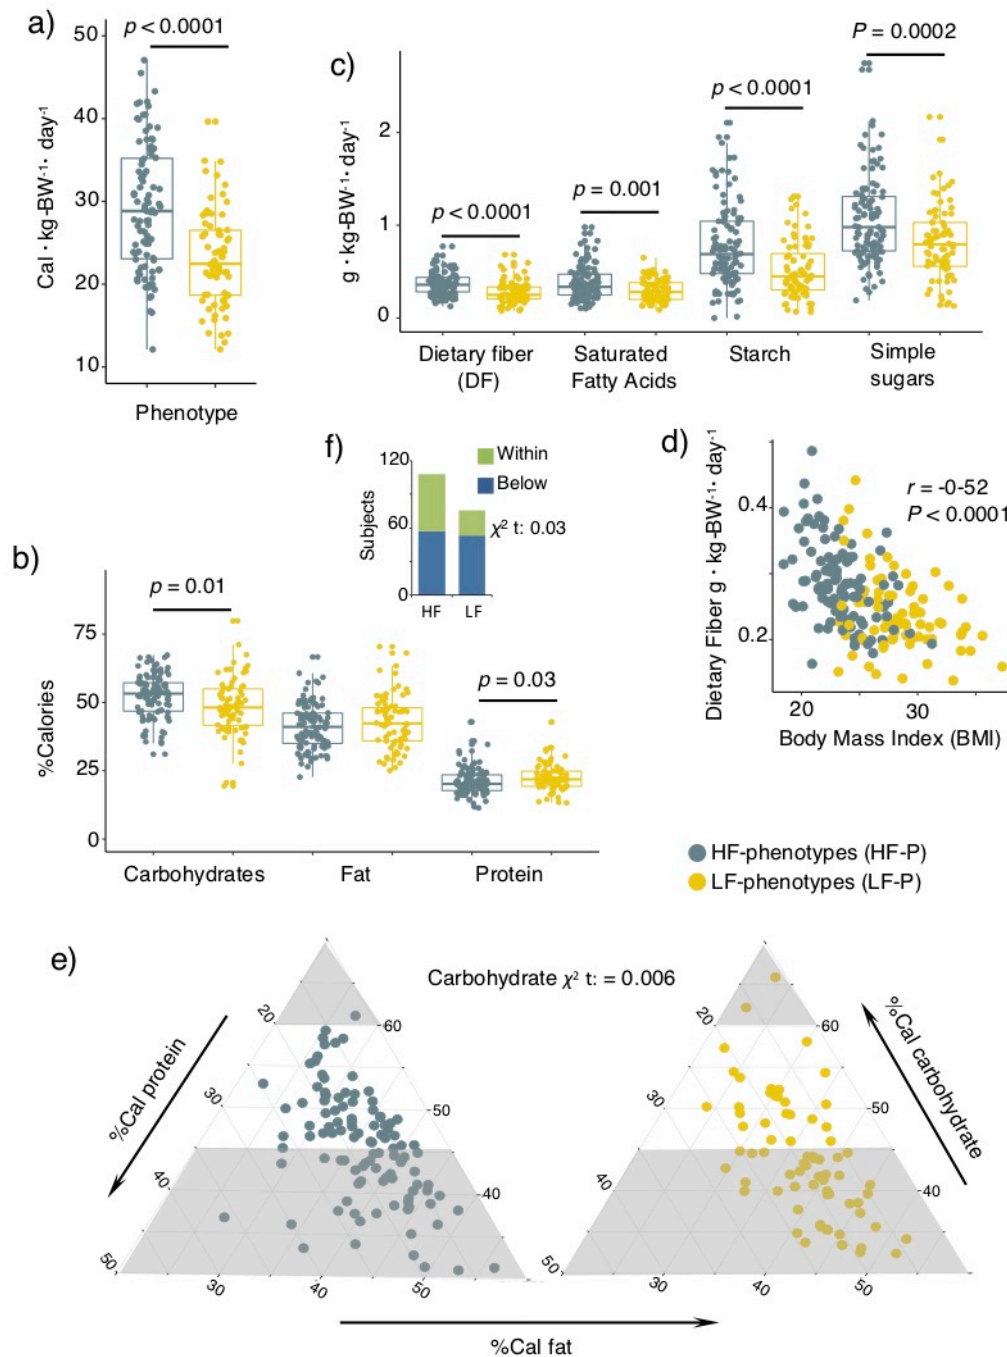 a)
p < 0.0001
Cal · kg-BW⁻¹· day⁻¹
50
40
30
20
10
Phenotype
c)
P = 0.0002
p < 0.0001
p = 0.001
p < 0.0001
g · kg-BW⁻¹· day⁻¹
2
1
0
Dietary fiber
(DF)
Saturated
Fatty Acids
Starch
Simple
sugars
f)
Within
Below
120
60
0
Subjects
χ² t: 0.03
HF
LF
d)
r = -0-52
P < 0.0001
Dietary Fiber g · kg-BW⁻¹· day⁻¹
0.4
0.2
20
30
Body Mass Index (BMI)
b)
p = 0.01
p = 0.03
%Calories
75
50
25
0
Carbohydrates
Fat
Protein
HF-phenotypes (HF-P)
LF-phenotypes (LF-P)
e)
Carbohydrate χ² t: = 0.006
%Cal protein
20
30
40
50
60
50
40
30
40
50
20
30
40
50
60
50
40
30
40
50
%Cal carbohydrate
%Cal fat